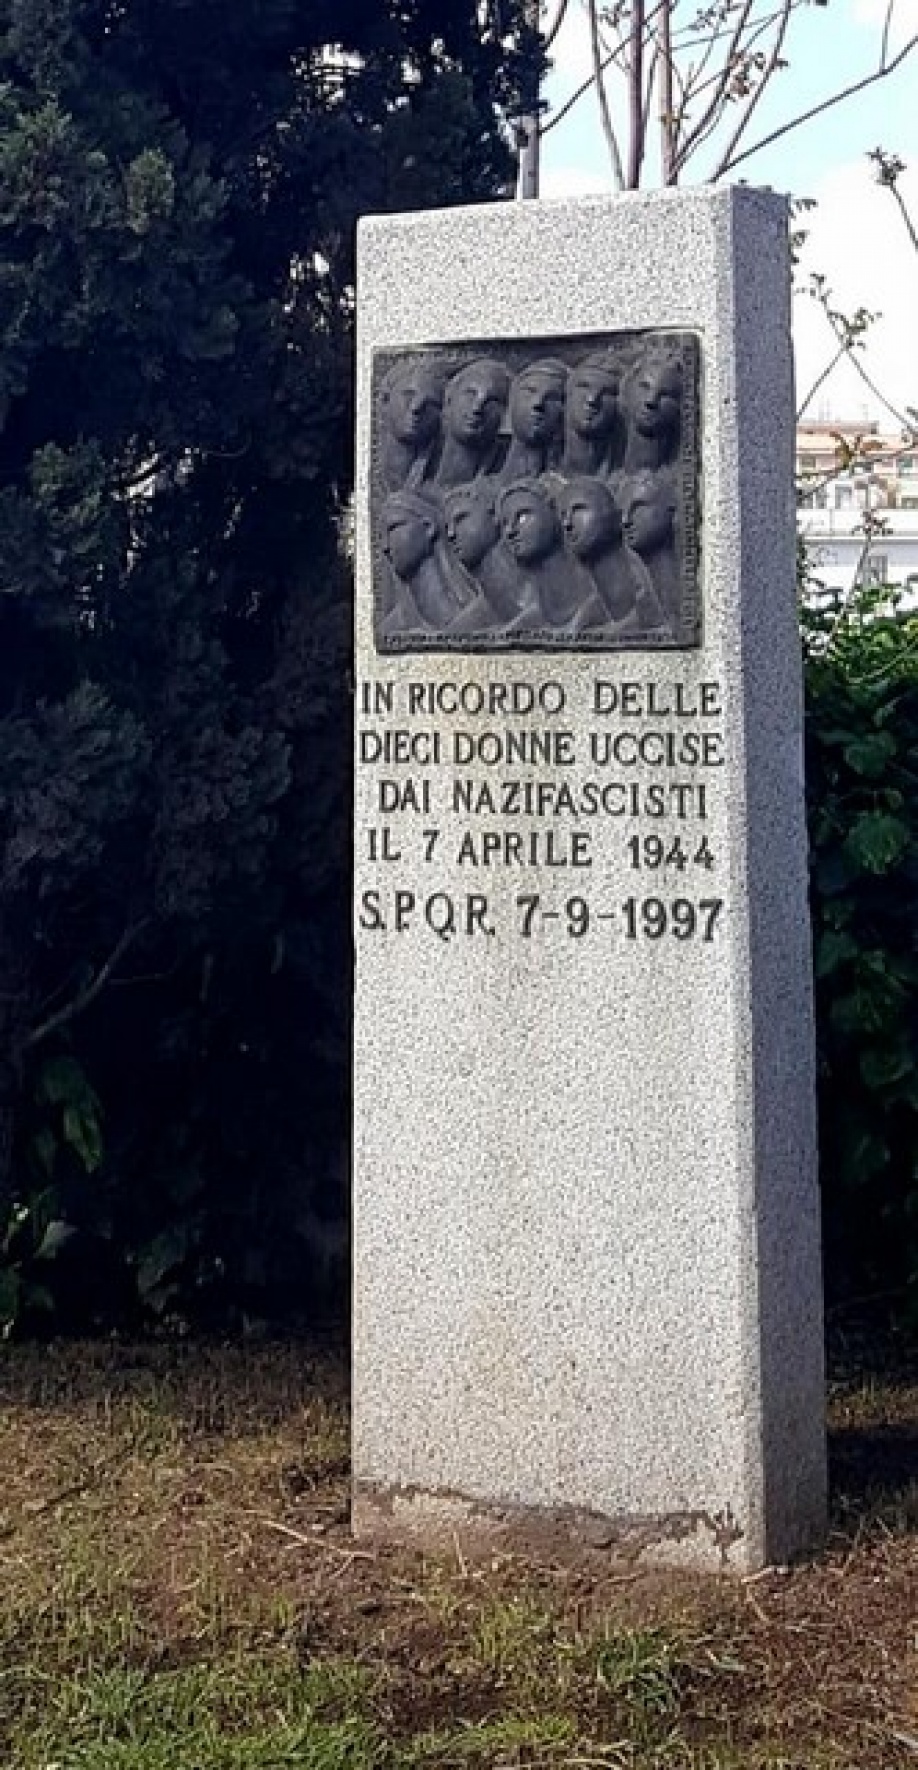 IN RICORDO DELLE
DIECI DONNE UCCISE
DAI NAZIFASCISTI
IL 7 APRILE 1944
S.P.Q.R. 7-9-1997